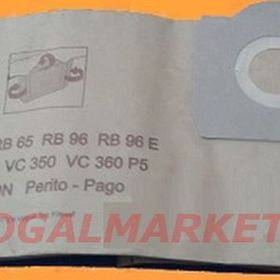 RB 65 RB 96 RB 96 E
VC 350 VC 360 P5
Perito - Pago
OGALMARKET